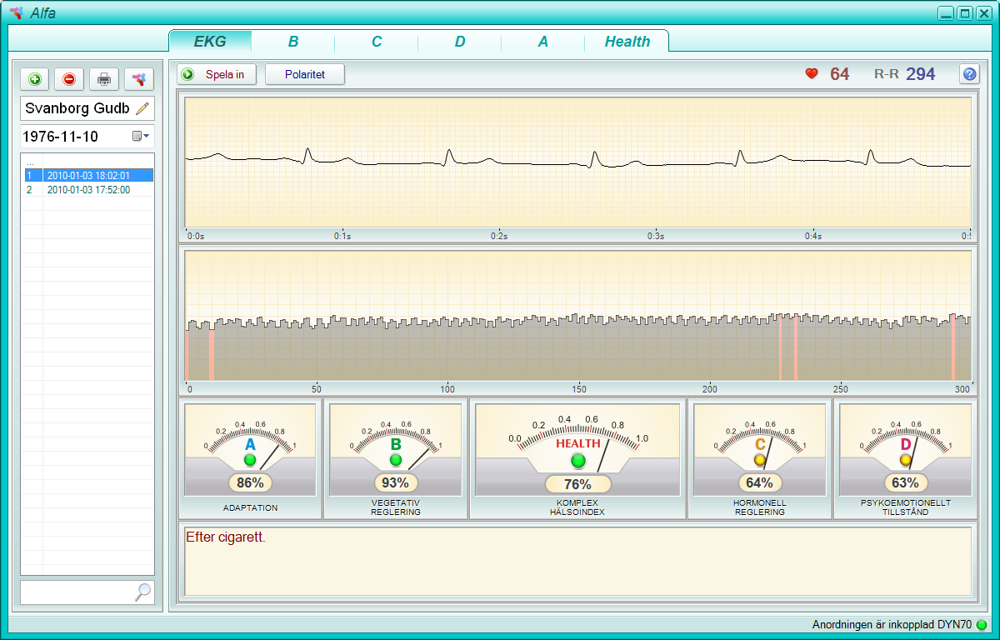 Alfa
EKG B C D A Health
Spela in Polaritet 64 R-R 294
Svanborg Gudb
1976-11-10
...
1 2010-01-03 18:02:01
2 2010-01-03 17:52:00
0:0s 0:1s 0:2s 0:3s 0:4s
0 50 100 150 200 250 300
0 0.2 0.4 0.6 0.8 1
A
86%
ADAPTATION
0 0.2 0.4 0.6 0.8 1
B
93%
VEGETATIV
REGLERING
0.0 0.2 0.4 0.6 0.8 1.0
HEALTH
76%
KOMPLEX
HÄLSOINDEX
0 0.2 0.4 0.6 0.8 1
C
64%
HORMONELL
REGLERING
0 0.2 0.4 0.6 0.8 1
D
63%
PSYKOEMOTIONELLT
TILLSTÅND
Efter cigarett.
Anordningen är inkopplad DYN70